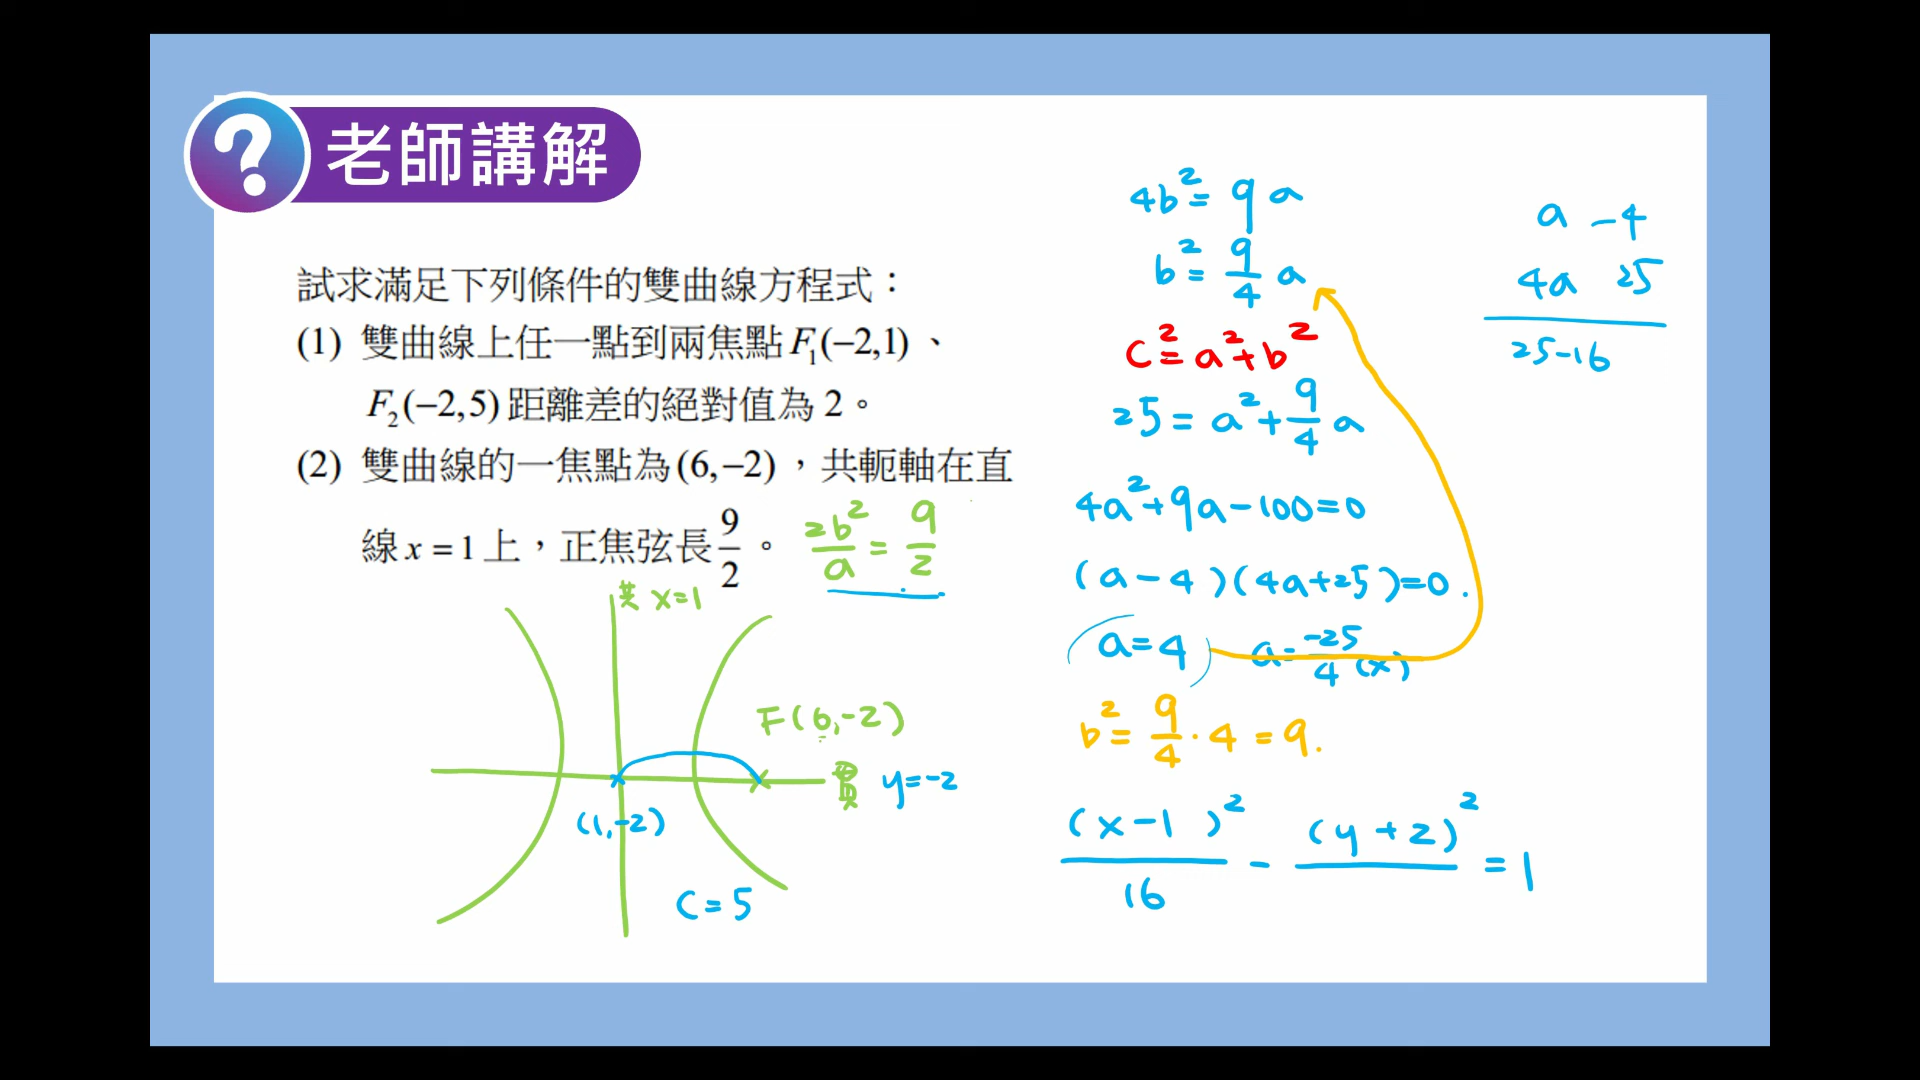 老師講解
試求滿足下列條件的雙曲線方程式：
(1) 雙曲線上任一點到兩焦點 F₁(−2,1)、
F₂(−2,5) 距離差的絕對值為 2。
(2) 雙曲線的一焦點為 (6,−2)，共軛軸在直
線 x = 1 上，正焦弦長 9/2 。
2b²/a = 9/2
共 x=1
F(6,-2)
貫 y=-2
(1,-2)
C=5
4b² = 9a
b² = 9/4 a
C² = a² + b²
25 = a² + 9/4 a
4a² + 9a - 100 = 0
(a - 4)(4a + 25) = 0.
a = 4 a = -25/4 (x)
b² = 9/4 · 4 = 9.
(x-1)²/16 - (y+2)²/ = 1
a -4
4a 25
25-16